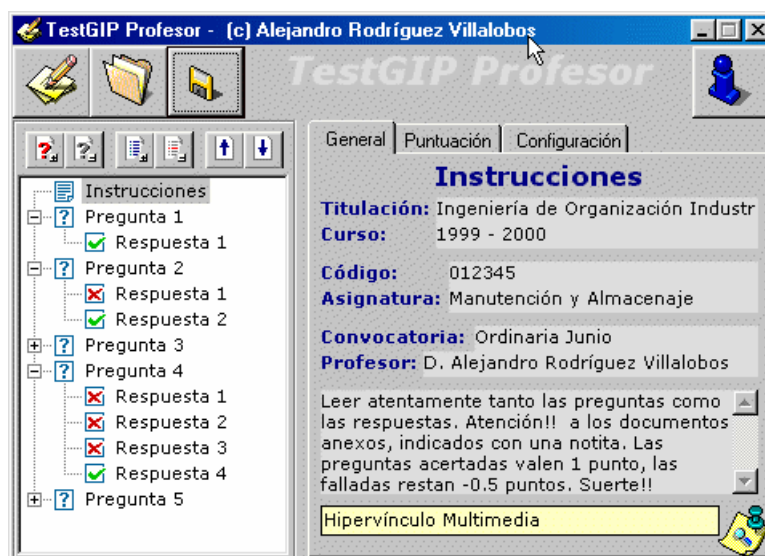 TestGIP Profesor - (c) Alejandro Rodríguez Villalobos
TestGIP Profesor
General
Puntuación
Configuración
Instrucciones
Pregunta 1
Respuesta 1
Pregunta 2
Respuesta 1
Respuesta 2
Pregunta 3
Pregunta 4
Respuesta 1
Respuesta 2
Respuesta 3
Respuesta 4
Pregunta 5
Instrucciones
Titulación: Ingeniería de Organización Industr
Curso: 1999 - 2000
Código: 012345
Asignatura: Manutención y Almacenaje
Convocatoria: Ordinaria Junio
Profesor: D. Alejandro Rodríguez Villalobos
Leer atentamente tanto las preguntas como
las respuestas. Atención!! a los documentos
anexos, indicados con una notita. Las
preguntas acertadas valen 1 punto, las
falladas restan -0.5 puntos. Suerte!!
Hipervínculo Multimedia